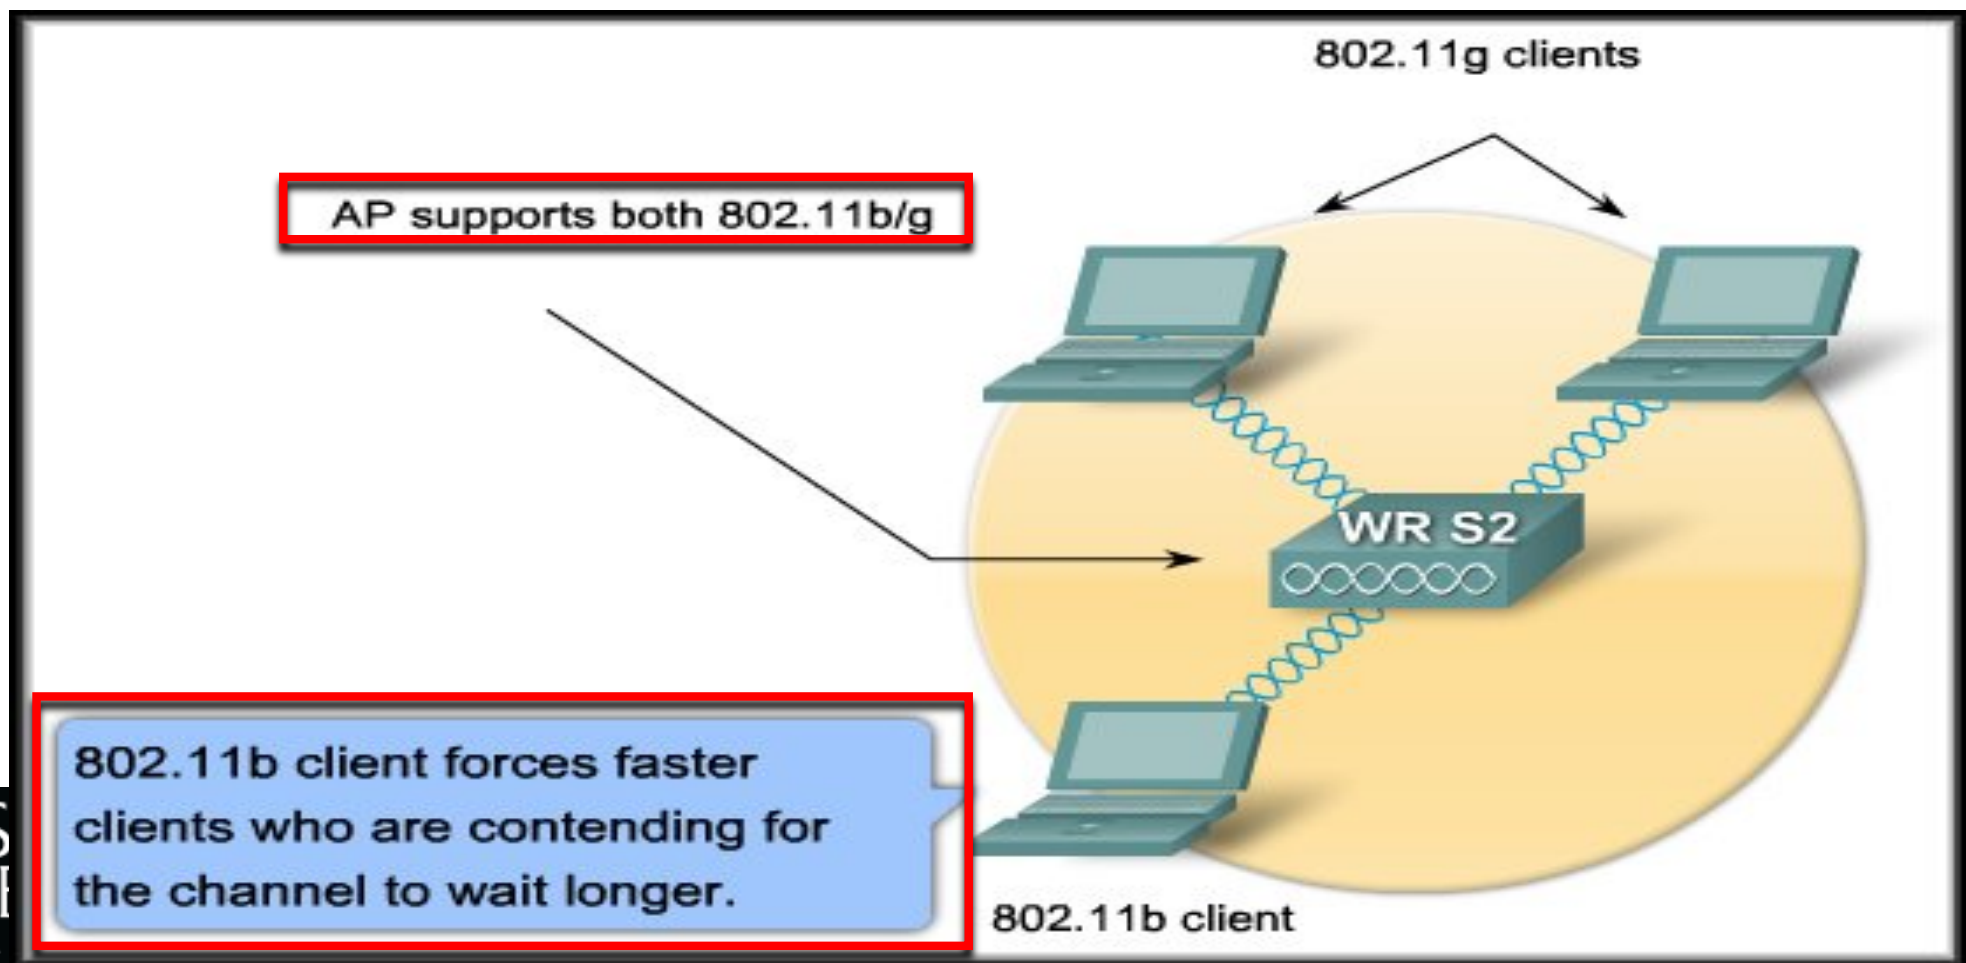 802.11g clients
AP supports both 802.11b/g
WR S2
802.11b client forces faster
clients who are contending for
the channel to wait longer.
802.11b client